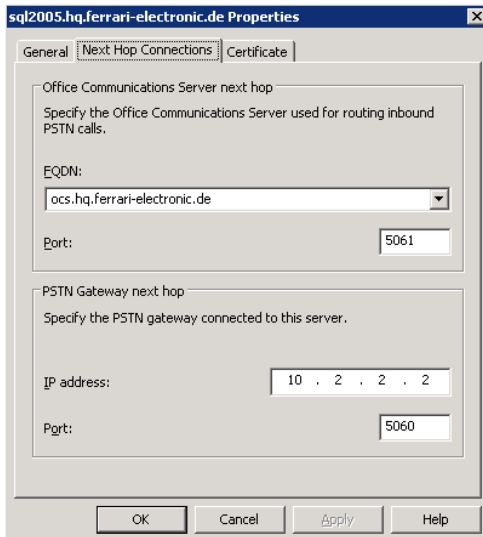 sql2005.hq.ferrari-electronic.de Properties
General Next Hop Connections Certificate
Office Communications Server next hop
Specify the Office Communications Server used for routing inbound
PSTN calls.
FQDN:
ocs.hq.ferrari-electronic.de
Port: 5061
PSTN Gateway next hop
Specify the PSTN gateway connected to this server.
IP address: 10 . 2 . 2 . 2
Port: 5060
OK Cancel Apply Help